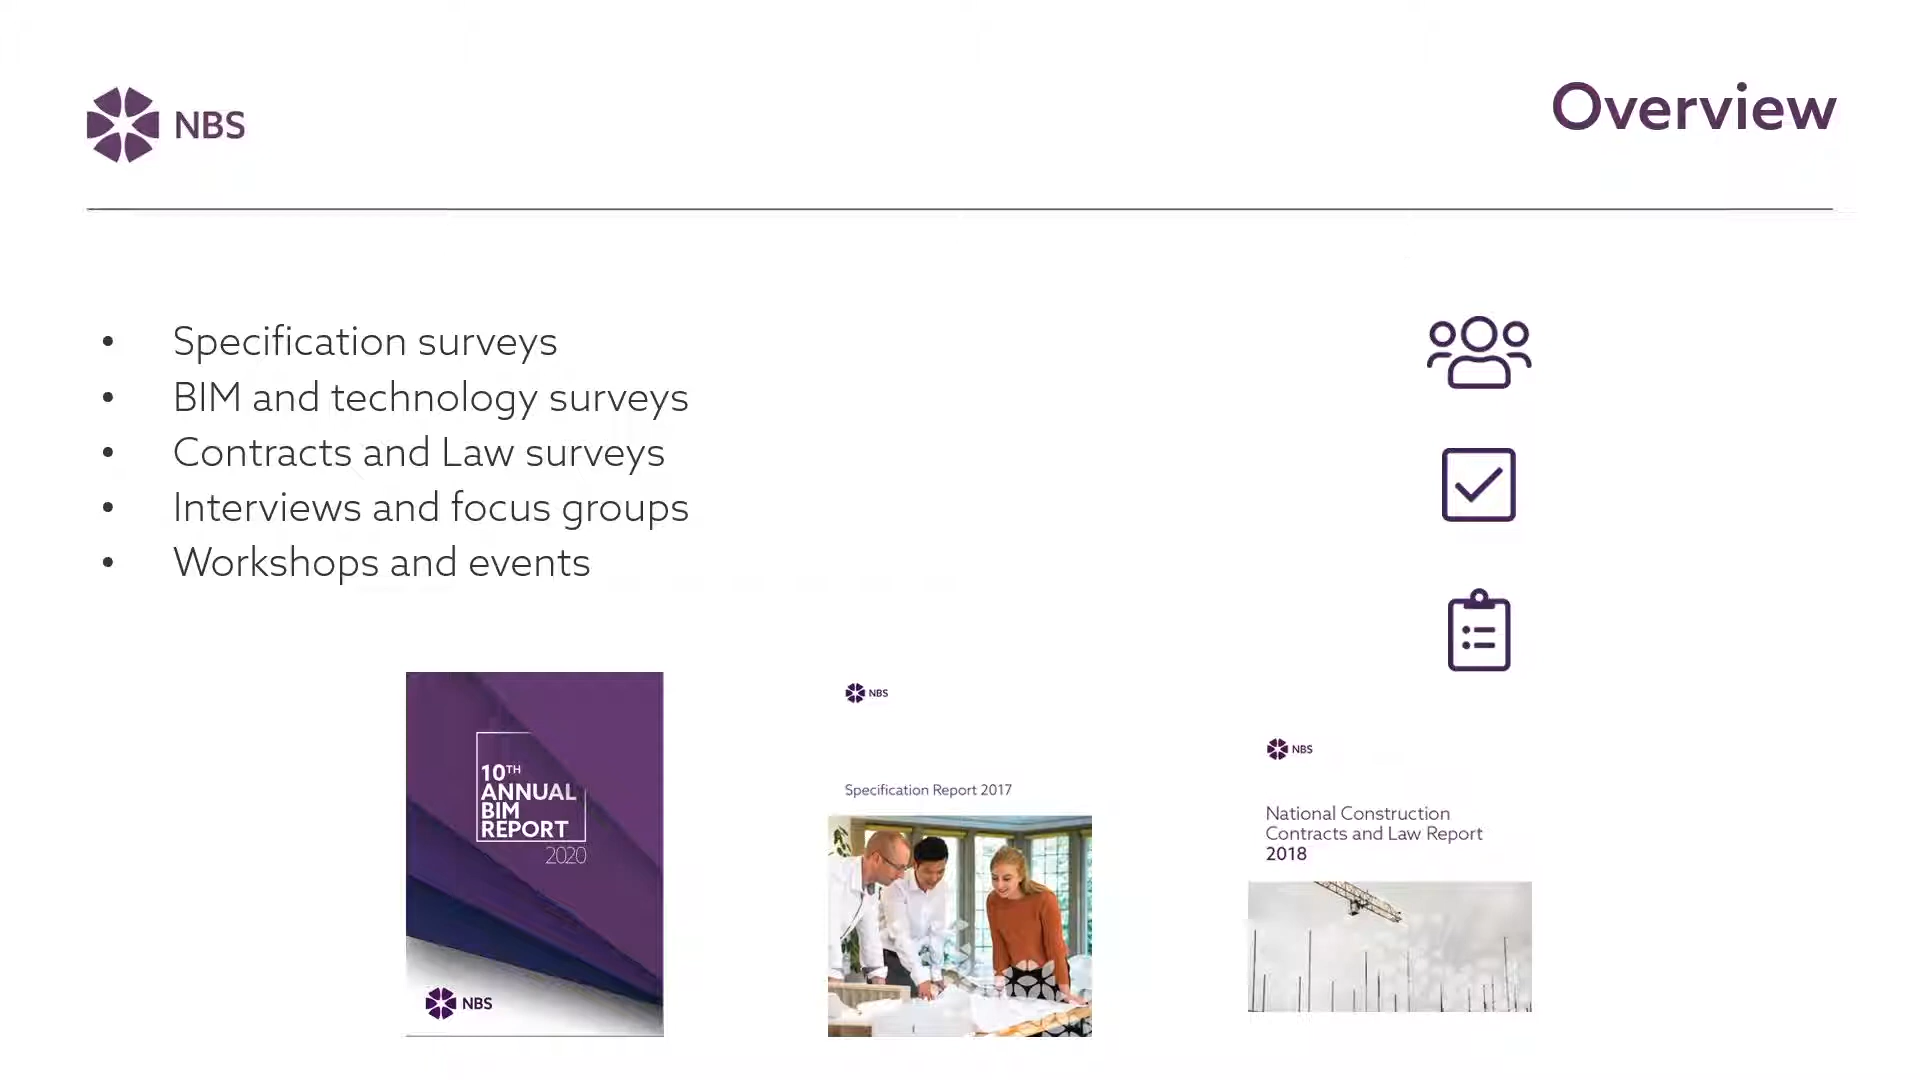 NBS
Overview
• Specification surveys
• BIM and technology surveys
• Contracts and Law surveys
• Interviews and focus groups
• Workshops and events
10TH
ANNUAL
BIM
REPORT
2020
NBS
NBS
Specification Report 2017
NBS
National Construction
Contracts and Law Report
2018